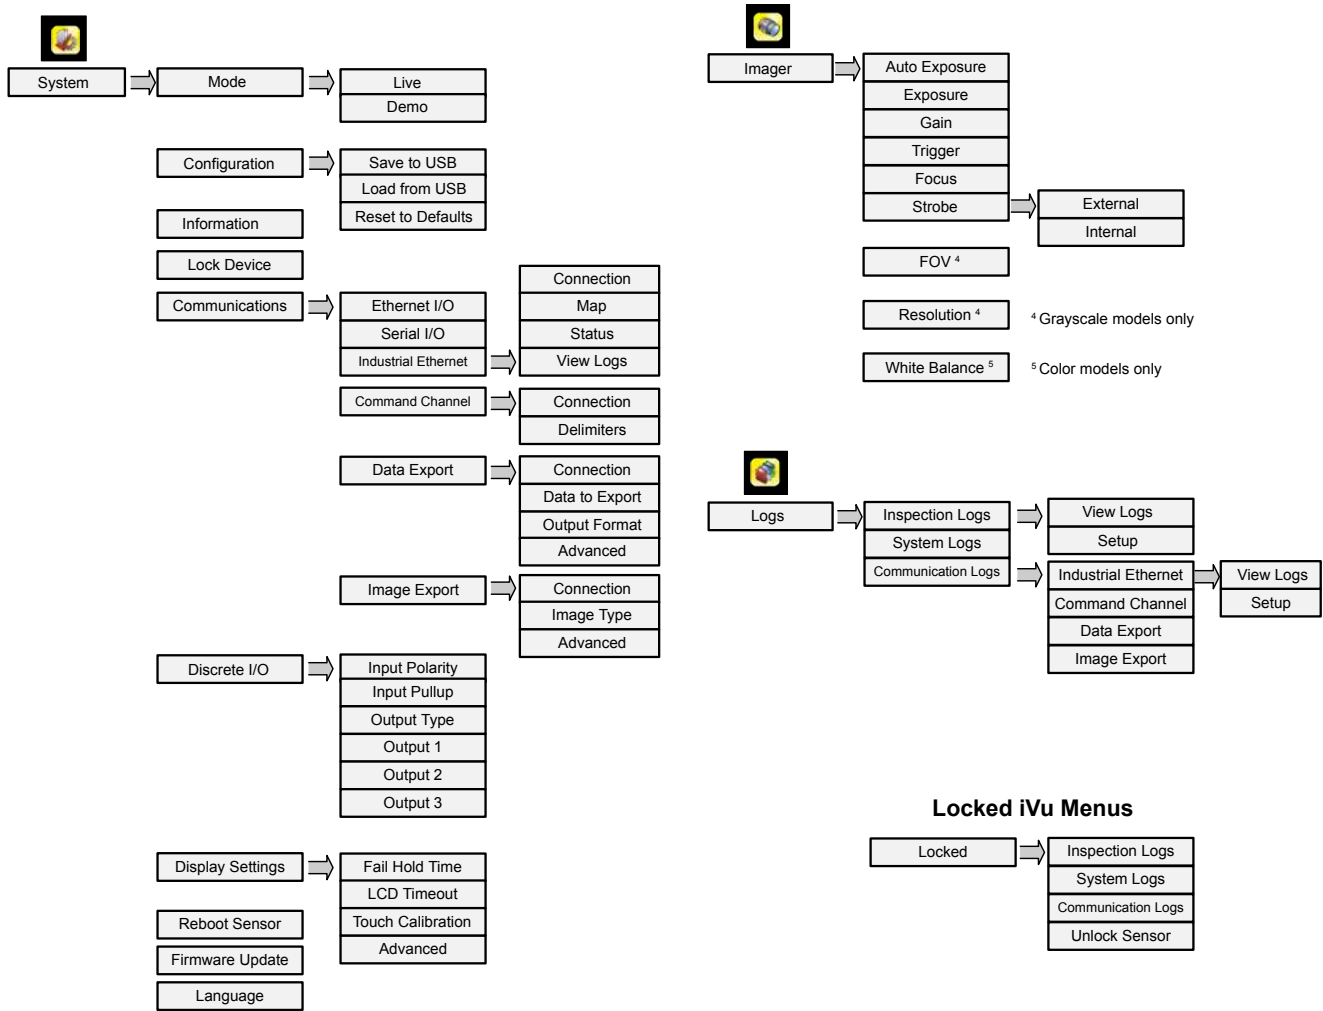 System
Mode
Live
Demo
Configuration
Save to USB
Load from USB
Reset to Defaults
Information
Lock Device
Communications
Ethernet I/O
Serial I/O
Industrial Ethernet
Connection
Map
Status
View Logs
Command Channel
Connection
Delimiters
Data Export
Connection
Data to Export
Output Format
Advanced
Image Export
Connection
Image Type
Advanced
Discrete I/O
Input Polarity
Input Pullup
Output Type
Output 1
Output 2
Output 3
Display Settings
Fail Hold Time
LCD Timeout
Touch Calibration
Advanced
Reboot Sensor
Firmware Update
Language
Imager
Auto Exposure
Exposure
Gain
Trigger
Focus
Strobe
External
Internal
FOV ⁴
Resolution ⁴
⁴ Grayscale models only
White Balance ⁵
⁵ Color models only
Logs
Inspection Logs
View Logs
Setup
System Logs
Communication Logs
Industrial Ethernet
View Logs
Setup
Command Channel
Data Export
Image Export
Locked iVu Menus
Locked
Inspection Logs
System Logs
Communication Logs
Unlock Sensor